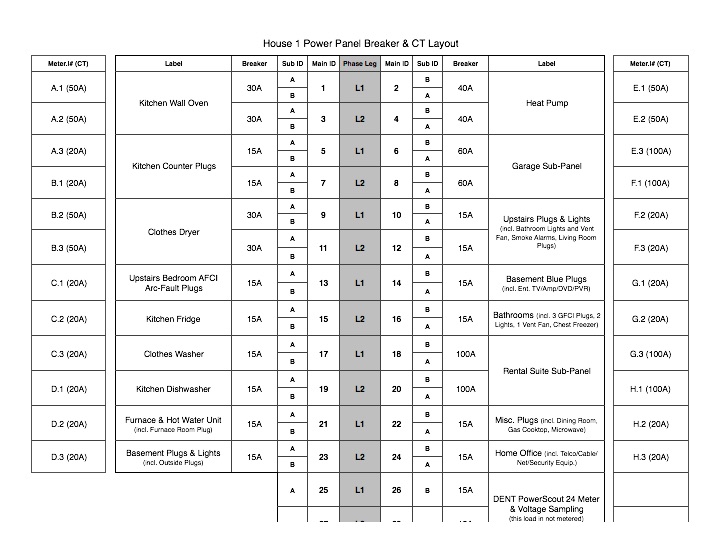 House 1 Power Panel Breaker & CT Layout
Meter.I# (CT) Label Breaker Sub ID Main ID Phase Leg Main ID Sub ID Breaker Label Meter.I# (CT)
A.1 (50A) Kitchen Wall Oven 30A A B 1 L1 2 B A 40A Heat Pump E.1 (50A)
A.2 (50A) 30A A B 3 L2 4 B A 40A E.2 (50A)
A.3 (20A) Kitchen Counter Plugs 15A A B 5 L1 6 B A 60A Garage Sub-Panel E.3 (100A)
B.1 (20A) 15A A B 7 L2 8 B A 60A F.1 (100A)
B.2 (50A) Clothes Dryer 30A A B 9 L1 10 B A 15A Upstairs Plugs & Lights F.2 (20A)
(incl. Bathroom Lights and Vent
Fan, Smoke Alarms, Living Room
Plugs)
B.3 (50A) 30A A B 11 L2 12 B A 15A F.3 (20A)
C.1 (20A) Upstairs Bedroom AFCI
Arc-Fault Plugs 15A A B 13 L1 14 B A 15A Basement Blue Plugs
(incl. Ent. TV/Amp/DVD/PVR) G.1 (20A)
C.2 (20A) Kitchen Fridge 15A A B 15 L2 16 B A 15A Bathrooms (incl. 3 GFCI Plugs, 2
Lights, 1 Vent Fan, Chest Freezer) G.2 (20A)
C.3 (20A) Clothes Washer 15A A B 17 L1 18 B A 100A Rental Suite Sub-Panel G.3 (100A)
D.1 (20A) Kitchen Dishwasher 15A A B 19 L2 20 B A 100A H.1 (100A)
D.2 (20A) Furnace & Hot Water Unit
(incl. Furnace Room Plug) 15A A B 21 L1 22 B A 15A Misc. Plugs (incl. Dining Room,
Gas Cooktop, Microwave) H.2 (20A)
D.3 (20A) Basement Plugs & Lights
(incl. Outside Plugs) 15A A B 23 L2 24 B A 15A Home Office (incl. Telco/Cable/
Net/Security Equip.) H.3 (20A)
A 25 L1 26 B 15A DENT PowerScout 24 Meter
& Voltage Sampling
(this load in not metered)